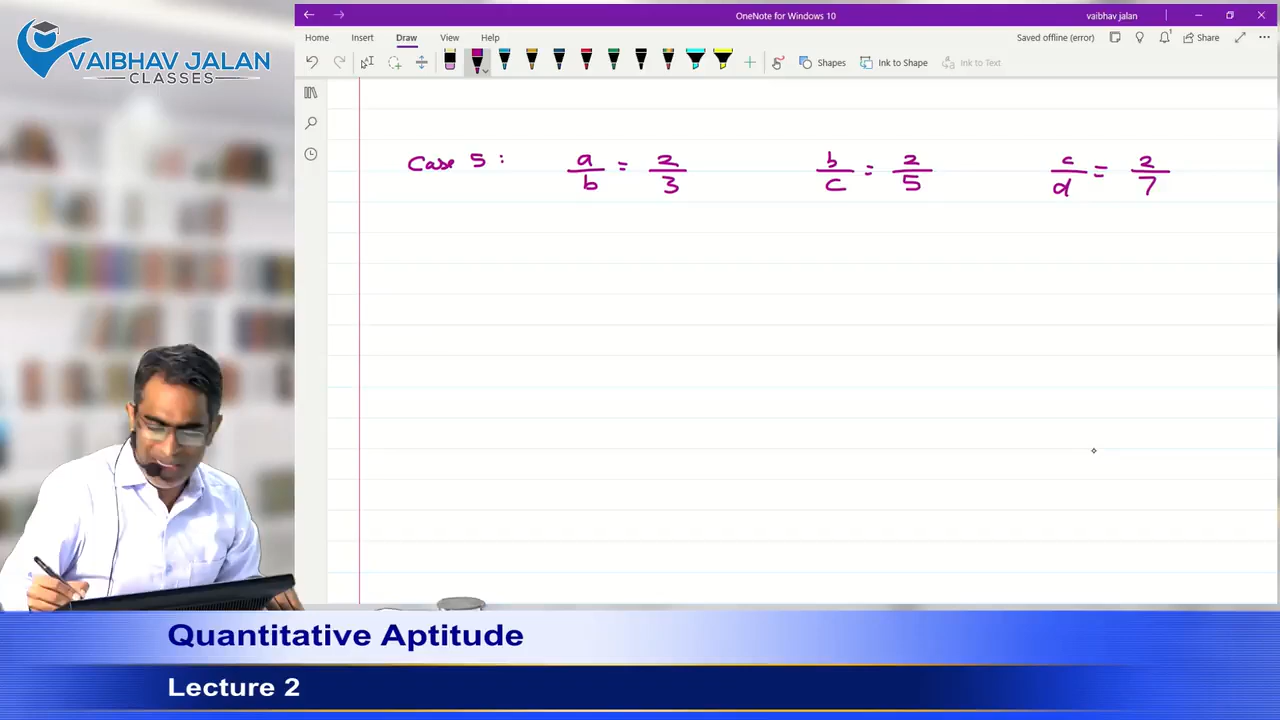 VAIBHAV JALAN
CLASSES
OneNote for Windows 10
vaibhav jalan
Home Insert Draw View Help
Saved offline (error)
Share
Shapes
Ink to Shape
Ink to Text
Case 5 : a/b = 2/3 b/c = 2/5 c/d = 2/7
Quantitative Aptitude
Lecture 2